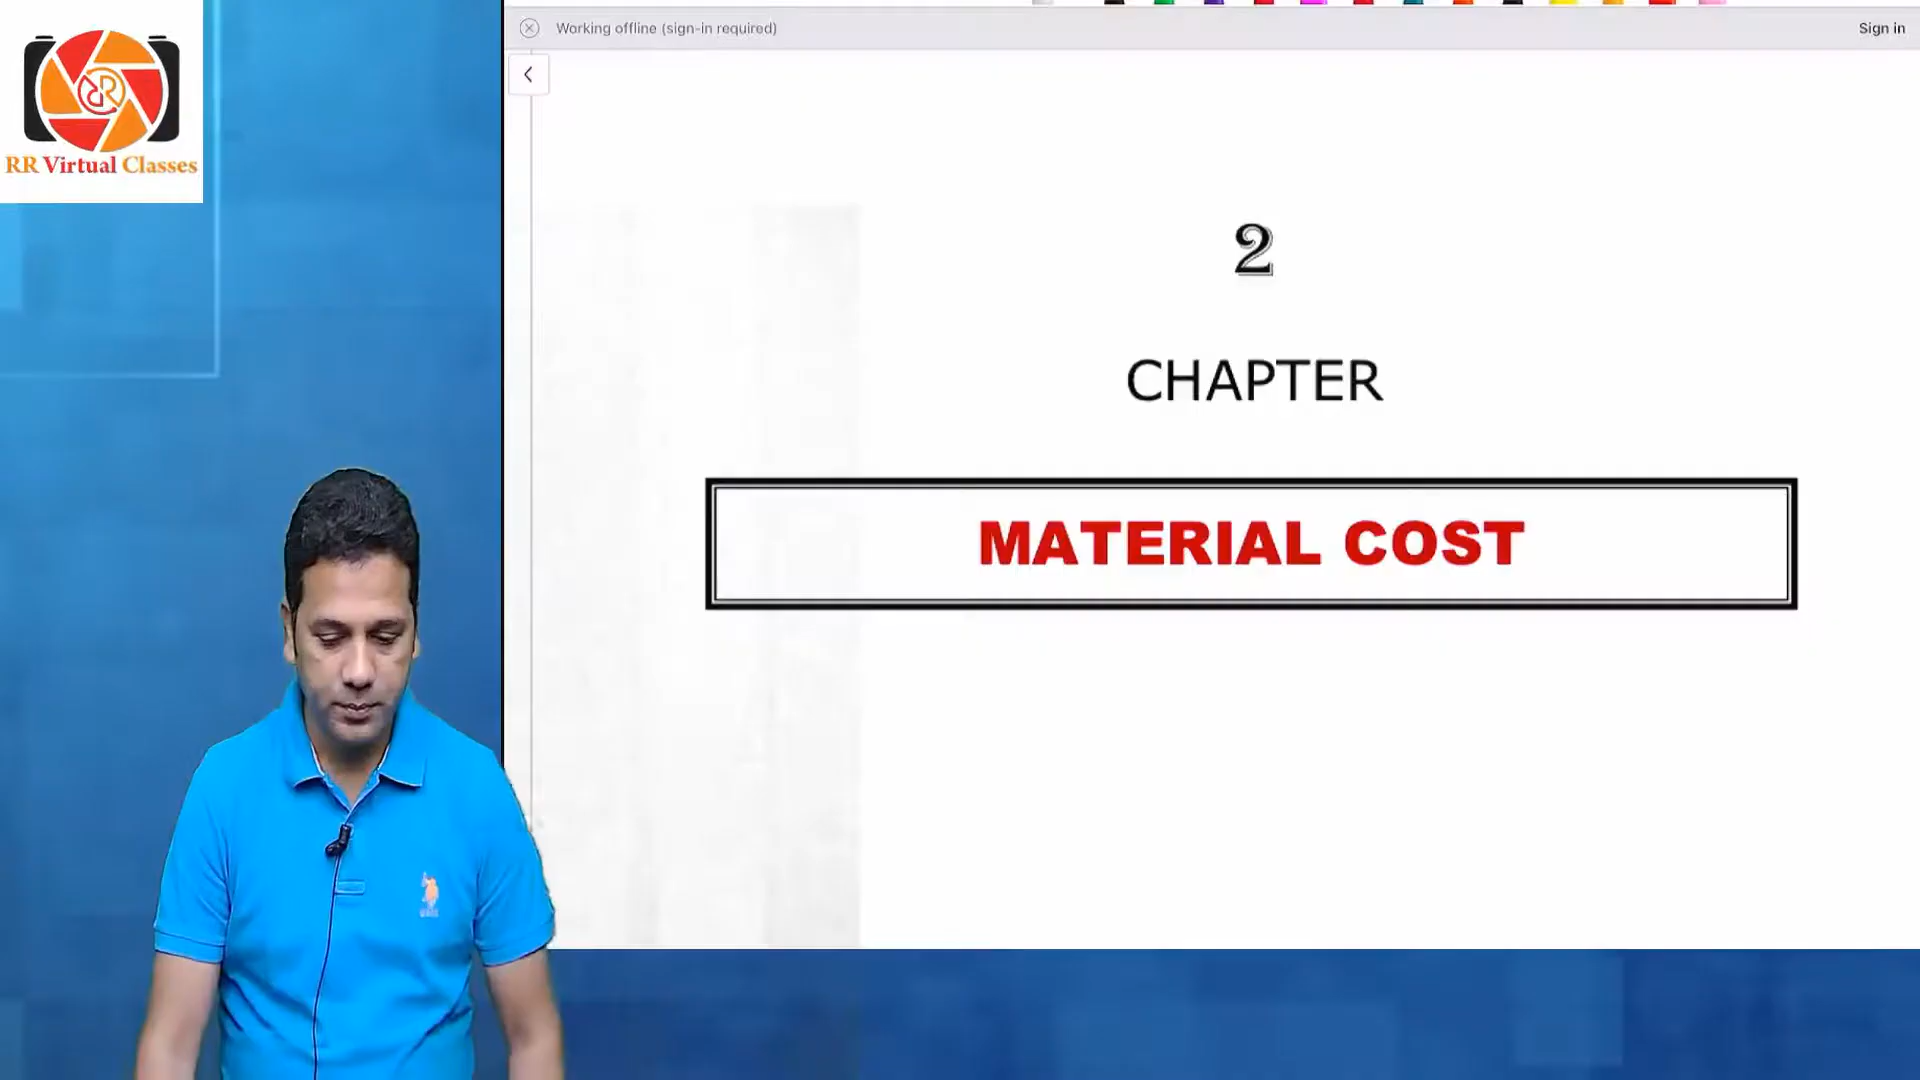 Working offline (sign-in required)
Sign in
RR Virtual Classes
2
CHAPTER
MATERIAL COST